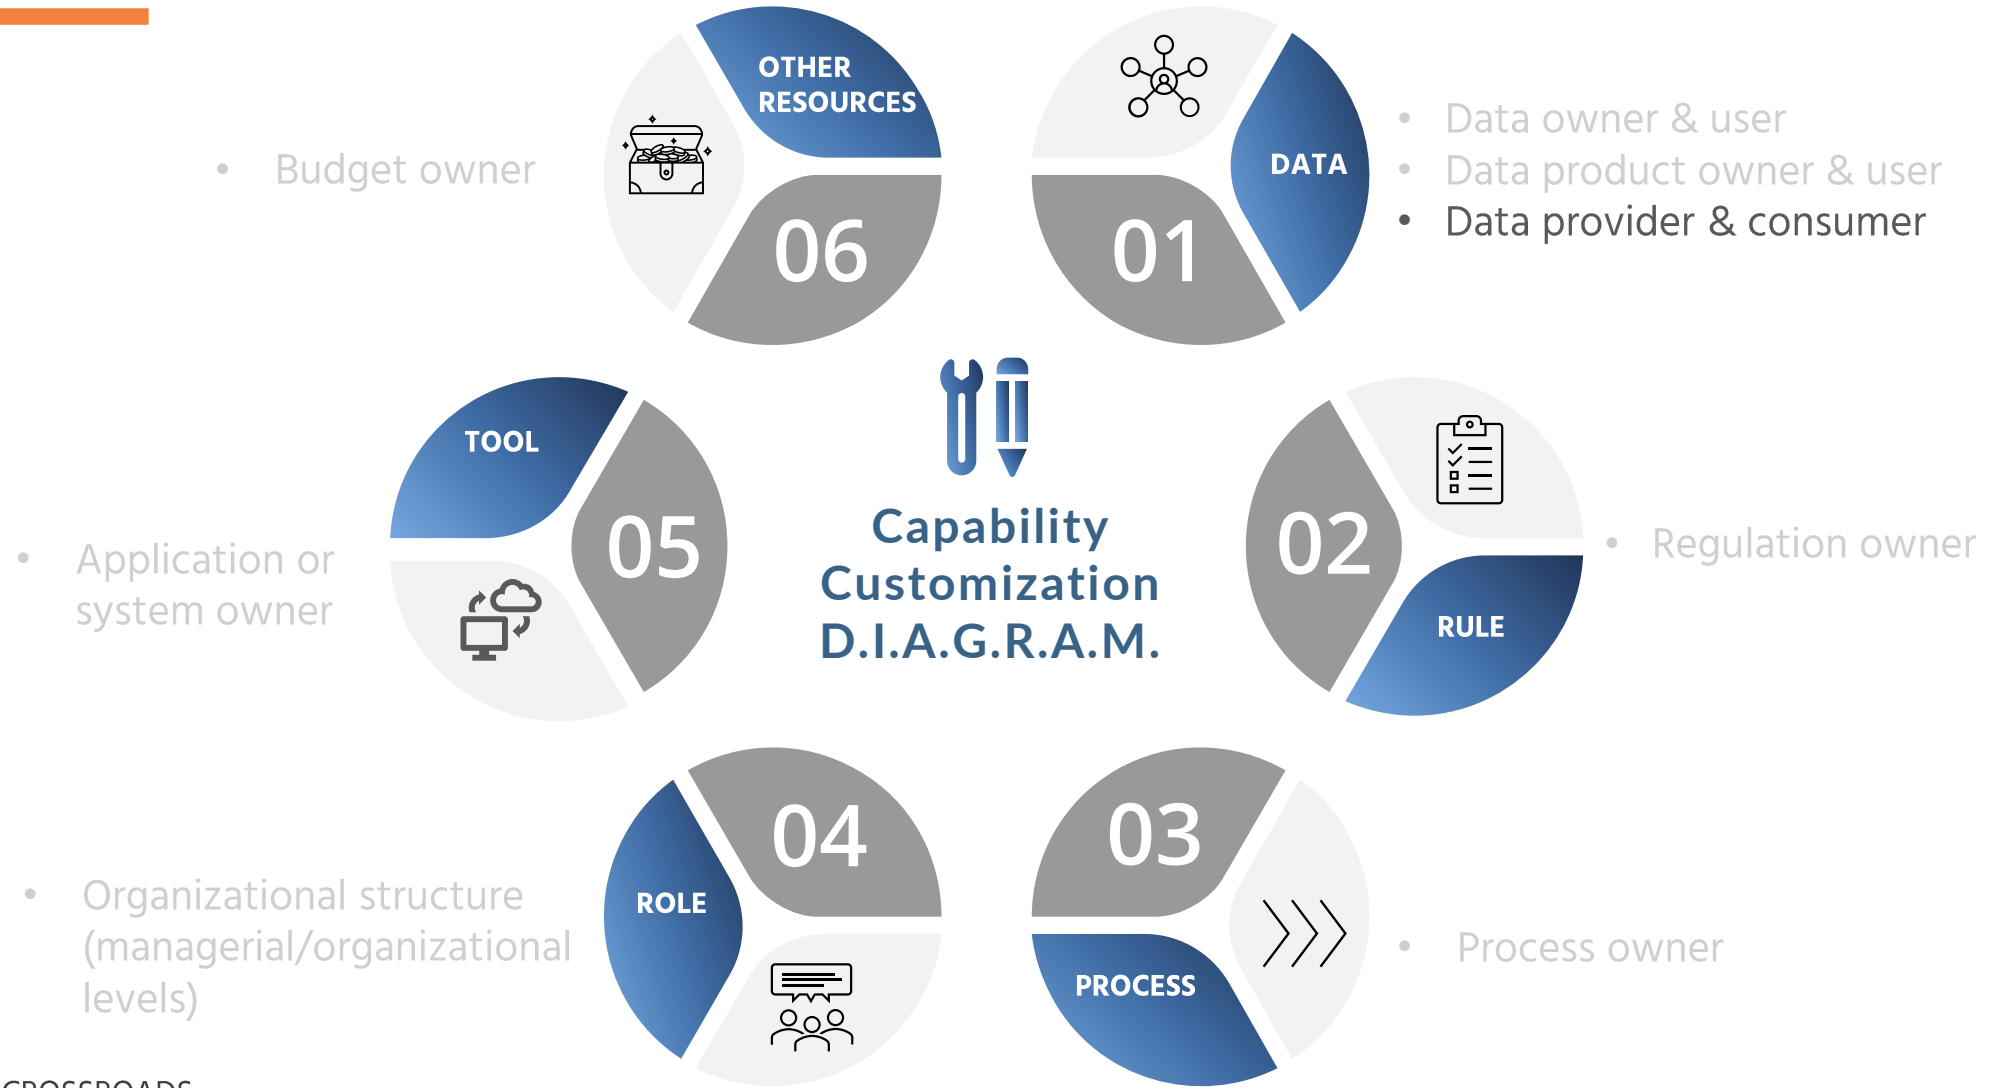 OTHER
RESOURCES
06
• Budget owner
01
DATA
• Data owner & user
• Data product owner & user
• Data provider & consumer
TOOL
05
• Application or
system owner
Capability
Customization
D.I.A.G.R.A.M.
02
RULE
• Regulation owner
04
ROLE
• Organizational structure
(managerial/organizational
levels)
03
PROCESS
• Process owner
CROSSROADS